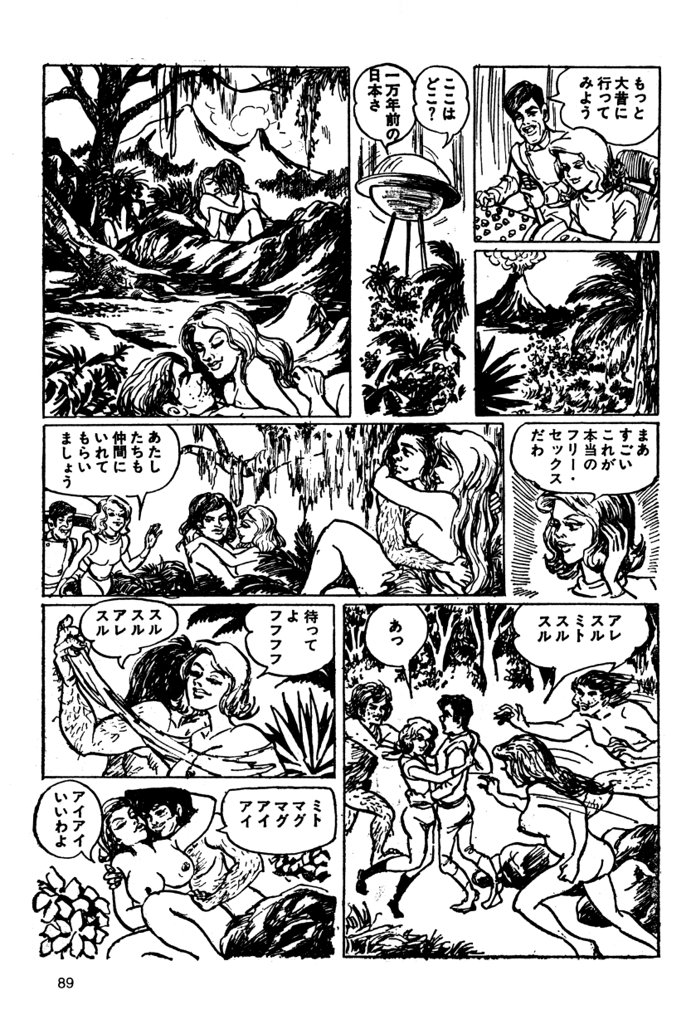 もっと
大昔に
行って
みよう
ここは
どこ?
一万年前の
日本さ
まあ
すごい
これが
本当の
フリー・
セックス
だわ
あたし
たちも
仲間に
いれて
もらい
ましょう
アレ
スル
ミト
スル
スル
あっ
待って
よ
フフフフ
スル
スル
アレ
スル
ミト
マグ
マグ
アイ
アイ
アイアイ
いいわよ
89